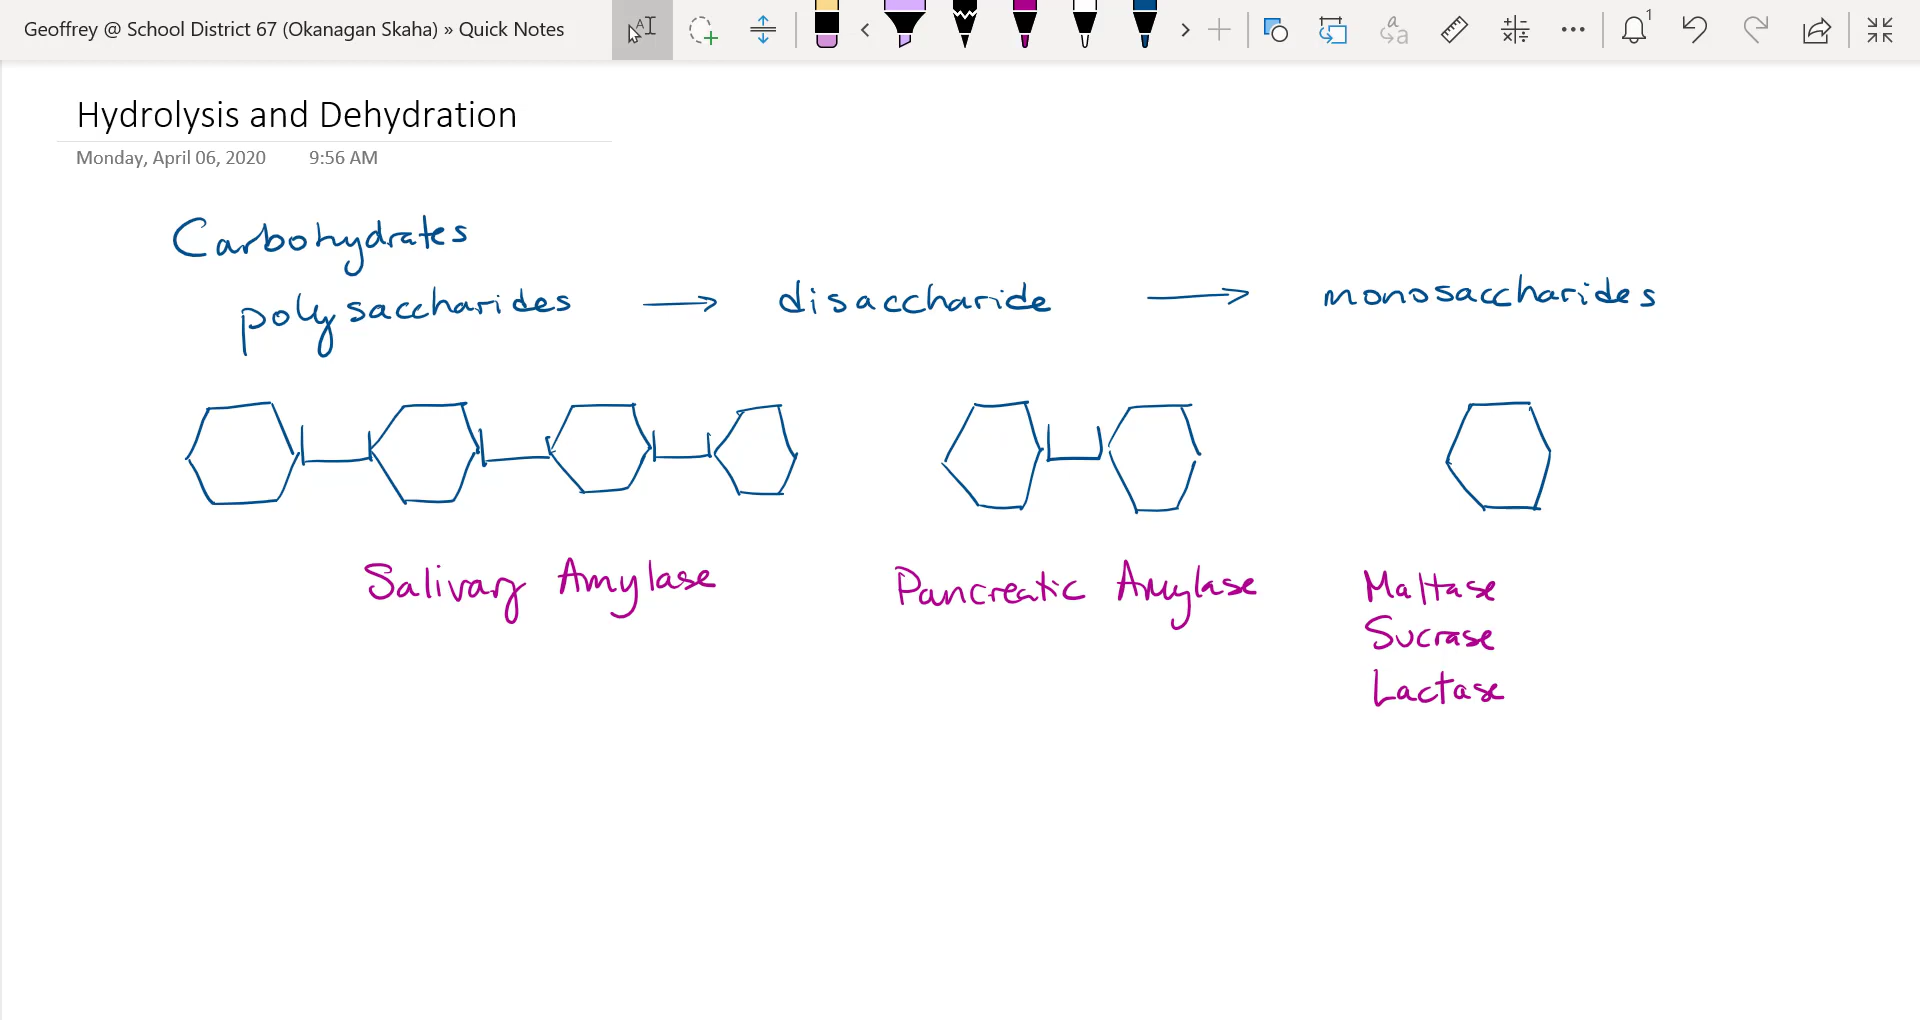 Geoffrey @ School District 67 (Okanagan Skaha) » Quick Notes
1
Hydrolysis and Dehydration
Monday, April 06, 2020 9:56 AM
Carbohydrates
polysaccharides → disaccharide → monosaccharides
Salivary Amylase Pancreatic Amylase Maltase
Sucrase
Lactase